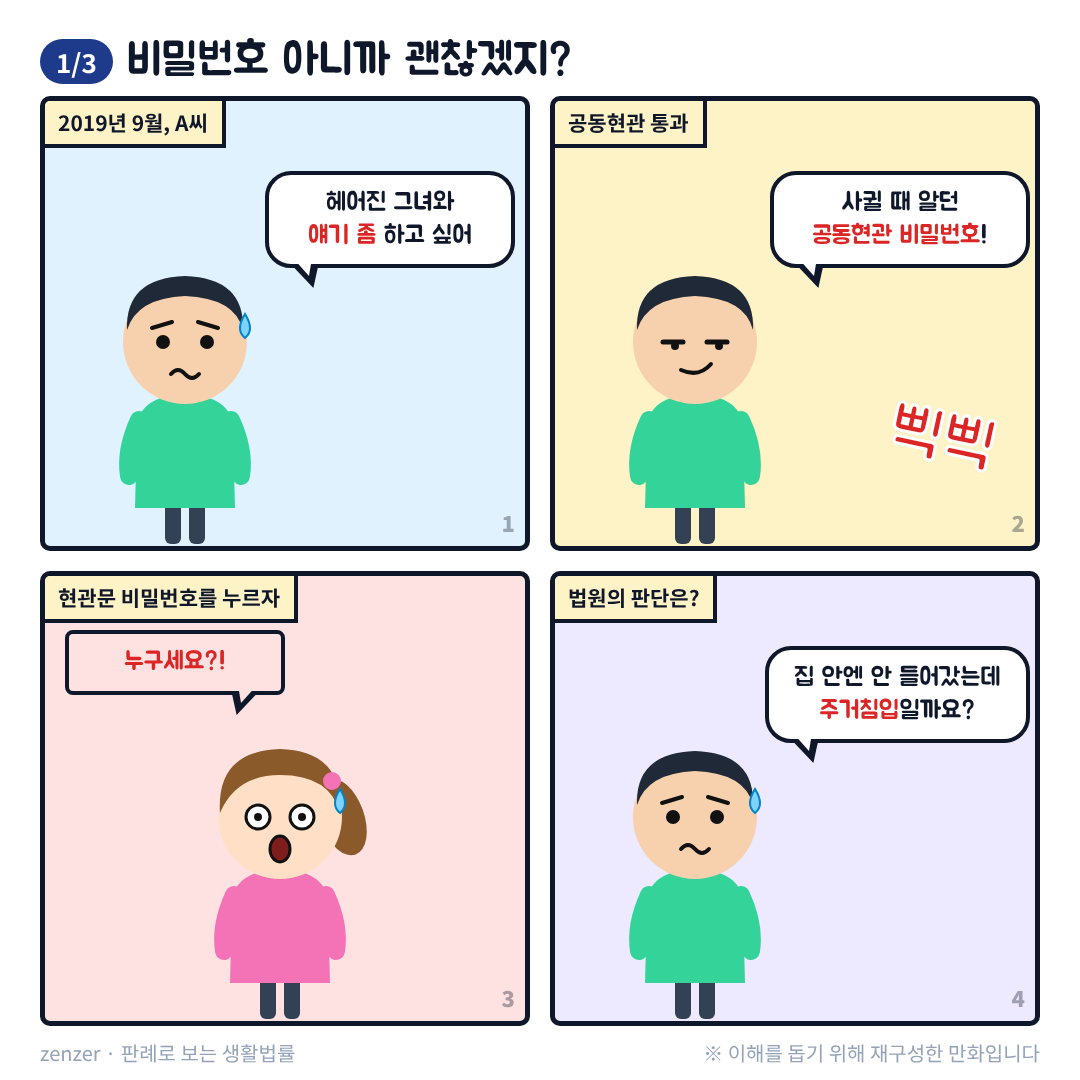 1/3 비밀번호 아니까 괜찮겠지?
2019년 9월, A씨
헤어진 그녀와
얘기 좀 하고 싶어
1
공동현관 통과
사귈 때 알던
공동현관 비밀번호!
삑삑
2
현관문 비밀번호를 누르자
누구세요?!
3
법원의 판단은?
집 안엔 안 들어갔는데
주거침입일까요?
4
zenzer · 판례로 보는 생활법률
※ 이해를 돕기 위해 재구성한 만화입니다